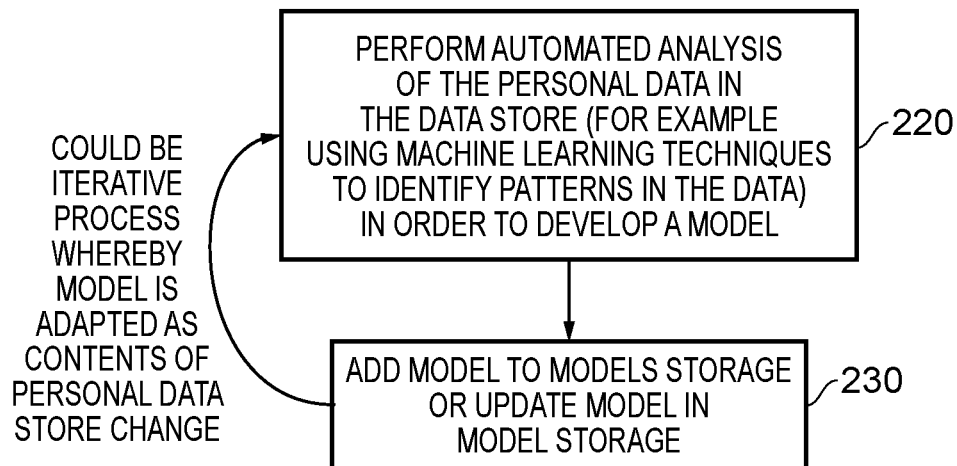 PERFORM AUTOMATED ANALYSIS
OF THE PERSONAL DATA IN
THE DATA STORE (FOR EXAMPLE
USING MACHINE LEARNING TECHNIQUES
TO IDENTIFY PATTERNS IN THE DATA)
IN ORDER TO DEVELOP A MODEL
220
COULD BE
ITERATIVE
PROCESS
WHEREBY
MODEL IS
ADAPTED AS
CONTENTS OF
PERSONAL DATA
STORE CHANGE
ADD MODEL TO MODELS STORAGE
OR UPDATE MODEL IN
MODEL STORAGE
230